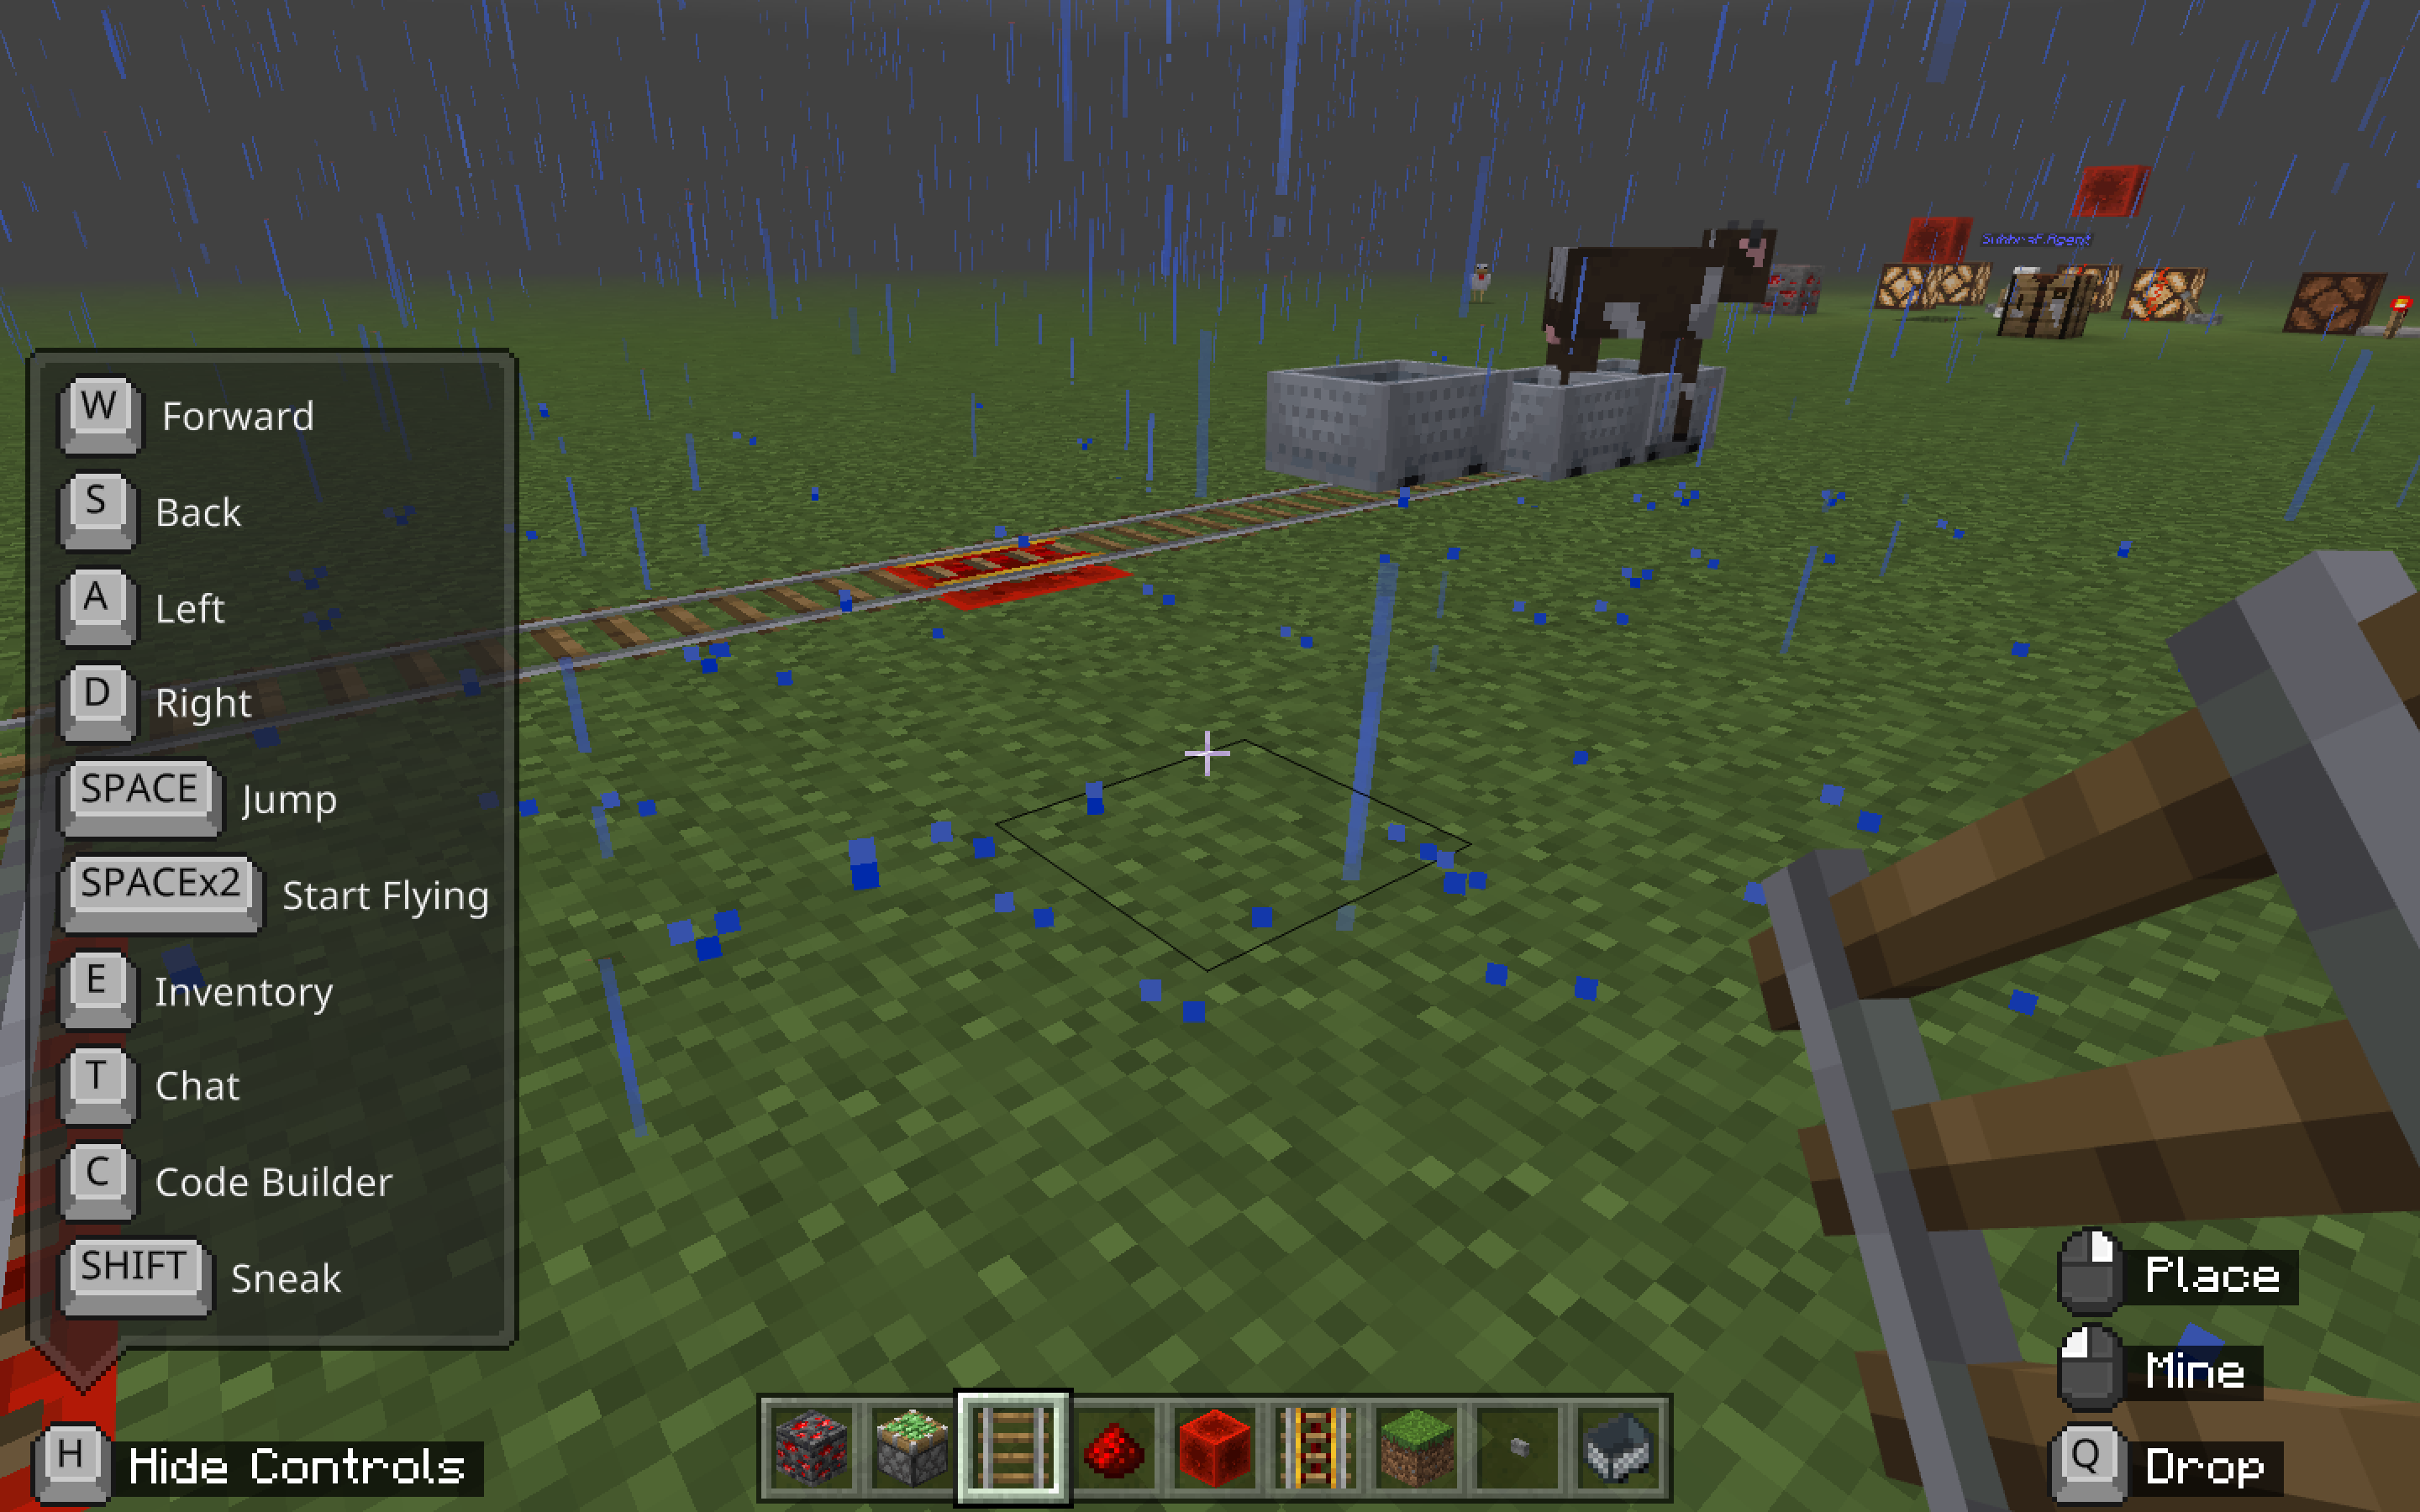 W Forward
S Back
A Left
D Right
SPACE Jump
SPACEx2 Start Flying
E Inventory
T Chat
C Code Builder
SHIFT Sneak
H Hide Controls
Place
Mine
Q Drop